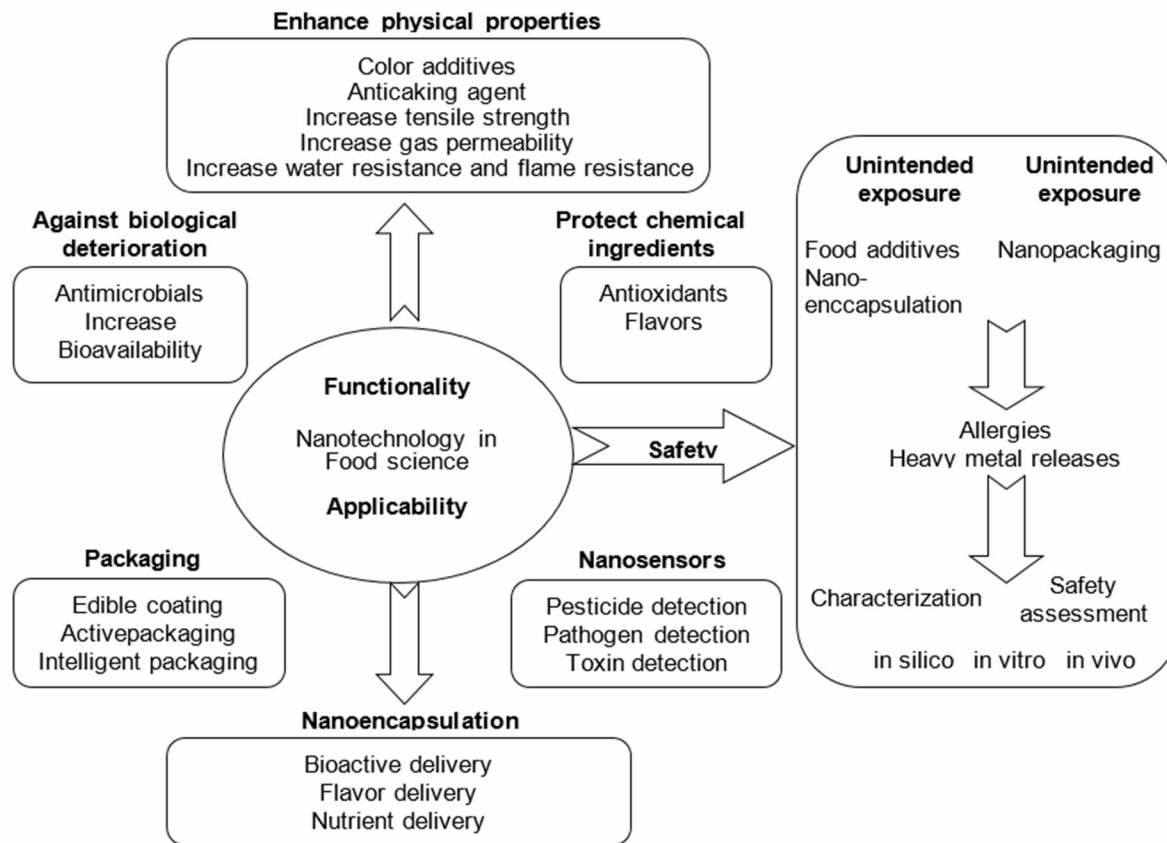 Enhance physical properties
Color additives
Anticaking agent
Increase tensile strength
Increase gas permeability
Increase water resistance and flame resistance
Against biological
deterioration
Antimicrobials
Increase
Bioavailability
Protect chemical
ingredients
Antioxidants
Flavors
Functionality
Nanotechnology in
Food science
Applicability
Safety
Unintended
exposure
Unintended
exposure
Food additives
Nano-
enccapsulation
Nanopackaging
Allergies
Heavy metal releases
Characterization
Safety
assessment
in silico in vitro in vivo
Packaging
Edible coating
Activepackaging
Intelligent packaging
Nanosensors
Pesticide detection
Pathogen detection
Toxin detection
Nanoencapsulation
Bioactive delivery
Flavor delivery
Nutrient delivery